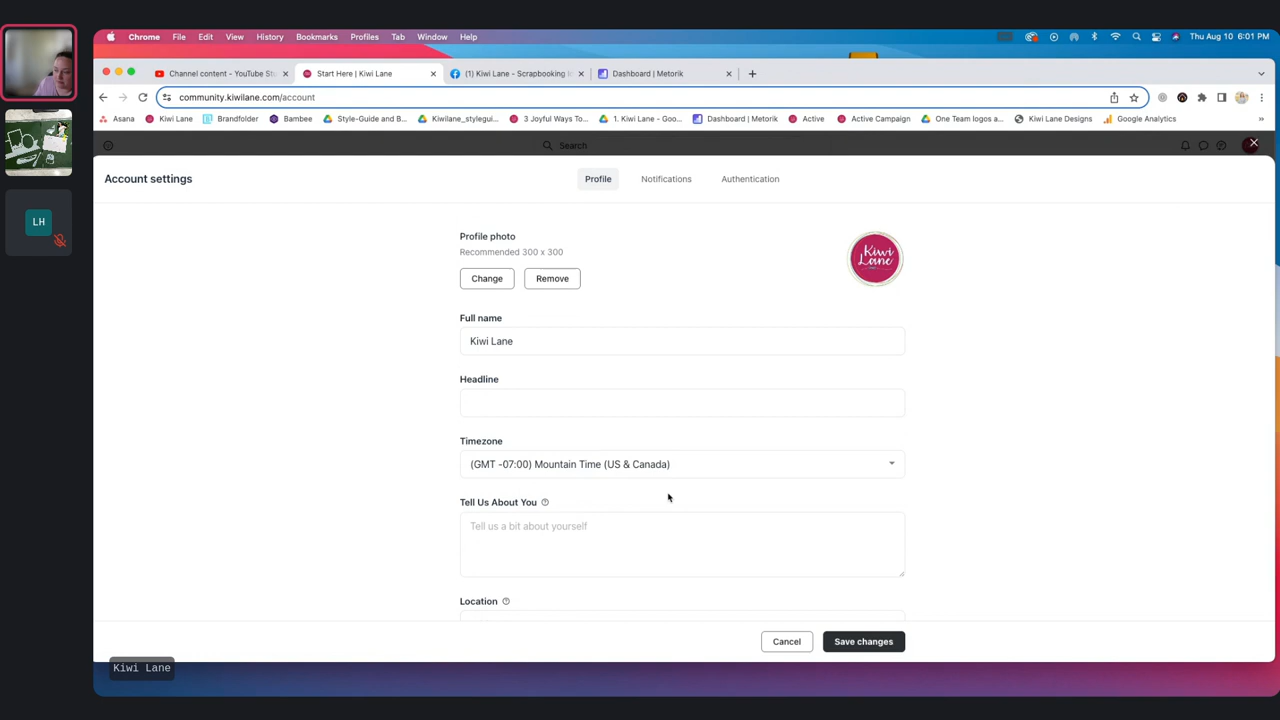 Chrome File Edit View History Bookmarks Profiles Tab Window Help Thu Aug 10 6:01 PM
Channel content - YouTube St Start Here | Kiwi Lane (1) Kiwi Lane - Scrapbooking I Dashboard | Metorik
community.kiwilane.com/account
Asana Kiwi Lane Brandfolder Bambee Style-Guide and B... Kiwilane_stylegui... 3 Joyful Ways To... 1. Kiwi Lane - Goo... Dashboard | Metorik Active Active Campaign One Team logos a... Kiwi Lane Designs Google Analytics
Search
Account settings Profile Notifications Authentication
Profile photo
Recommended 300 x 300
Kiwi
Lane
Change Remove
Full name
Kiwi Lane
Headline
Timezone
(GMT -07:00) Mountain Time (US & Canada)
Tell Us About You
Tell us a bit about yourself
Location
Cancel Save changes
Kiwi Lane
LH